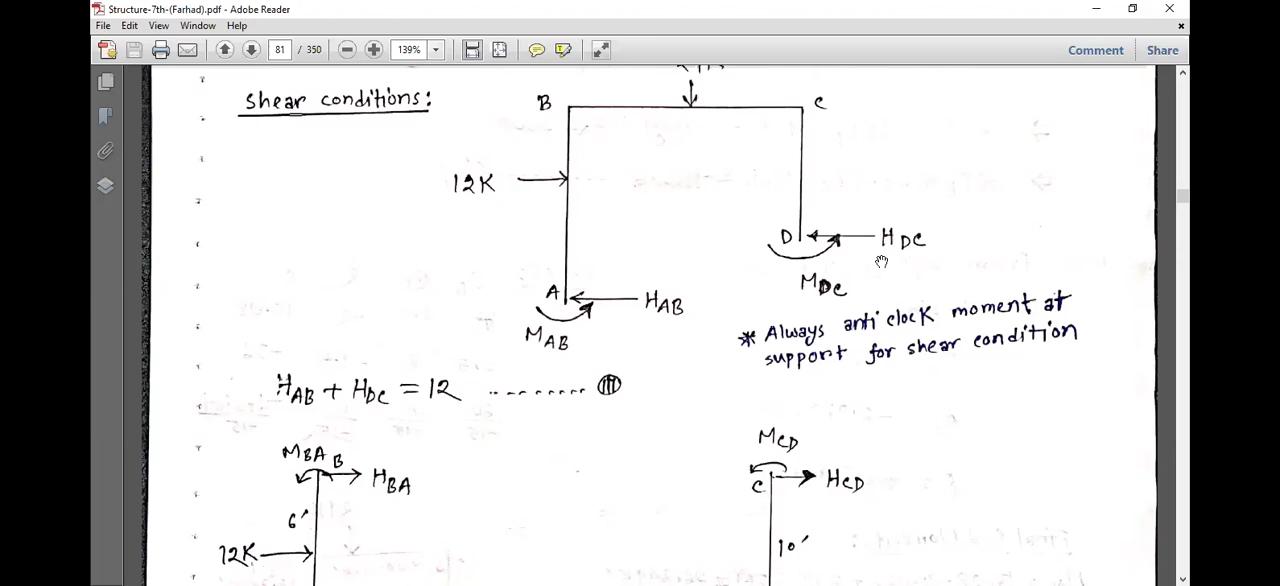 Structure-7th-(Farhad).pdf - Adobe Reader
File Edit View Window Help
81 / 350 139% Comment Share
Shear conditions:
B C
12K
D HDC
MDC
A HAB
MAB
* Always anti clock moment at
support for shear condition
HAB + HDC = 12 ........ III
MBA B HBA
6'
12K
MCD
C HCD
10'